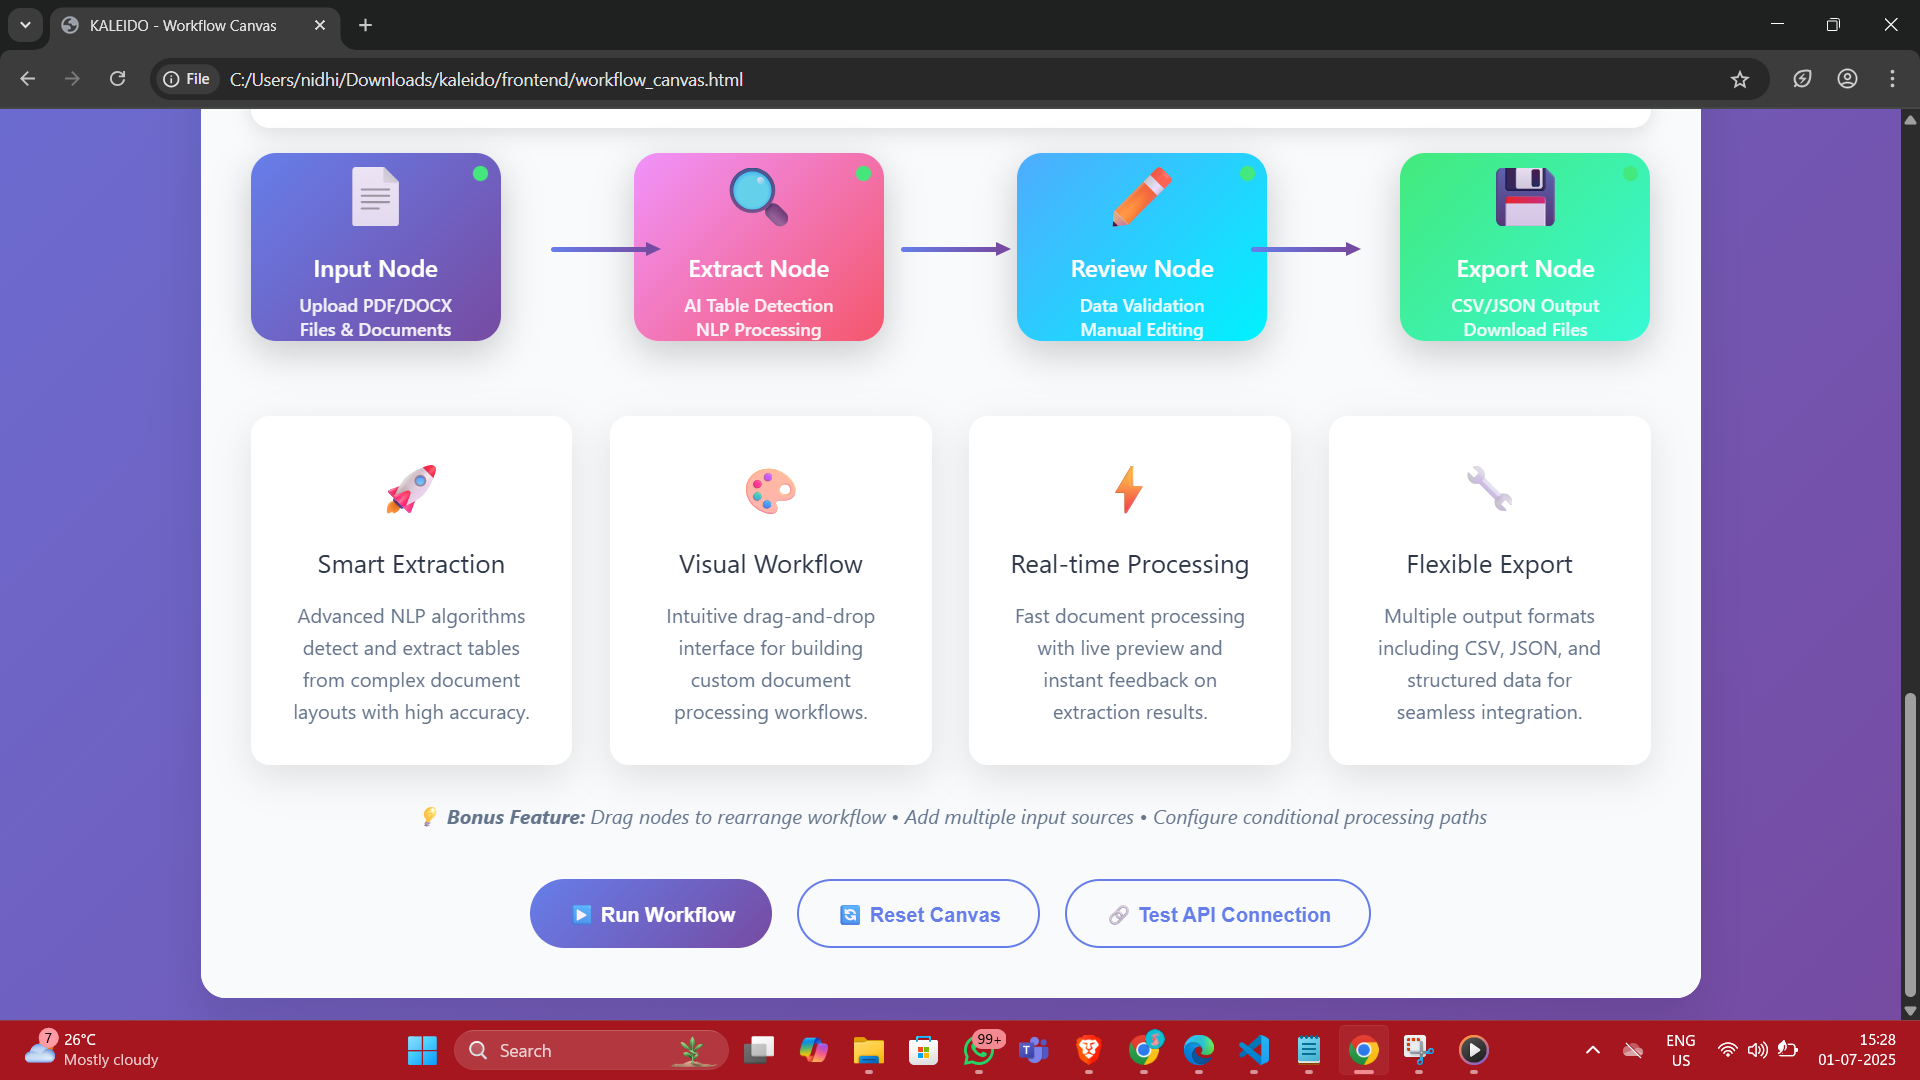 KALEIDO - Workflow Canvas
File
C:/Users/nidhi/Downloads/kaleido/frontend/workflow_canvas.html
Input Node
Upload PDF/DOCX
Files & Documents
Extract Node
AI Table Detection
NLP Processing
Review Node
Data Validation
Manual Editing
Export Node
CSV/JSON Output
Download Files
Smart Extraction
Advanced NLP algorithms
detect and extract tables
from complex document
layouts with high accuracy.
Visual Workflow
Intuitive drag-and-drop
interface for building
custom document
processing workflows.
Real-time Processing
Fast document processing
with live preview and
instant feedback on
extraction results.
Flexible Export
Multiple output formats
including CSV, JSON, and
structured data for
seamless integration.
Bonus Feature: Drag nodes to rearrange workflow • Add multiple input sources • Configure conditional processing paths
Run Workflow
Reset Canvas
Test API Connection
7
26°C
Mostly cloudy
Search
99+
ENG
US
15:28
01-07-2025